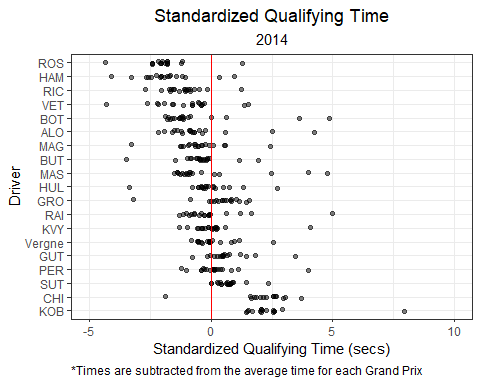 Standardized Qualifying Time
2014
Driver
ROS
HAM
RIC
VET
BOT
ALO
MAG
BUT
MAS
HUL
GRO
RAI
KVY
Vergne
GUT
PER
SUT
CHI
KOB
-5 0 5 10
Standardized Qualifying Time (secs)
*Times are subtracted from the average time for each Grand Prix